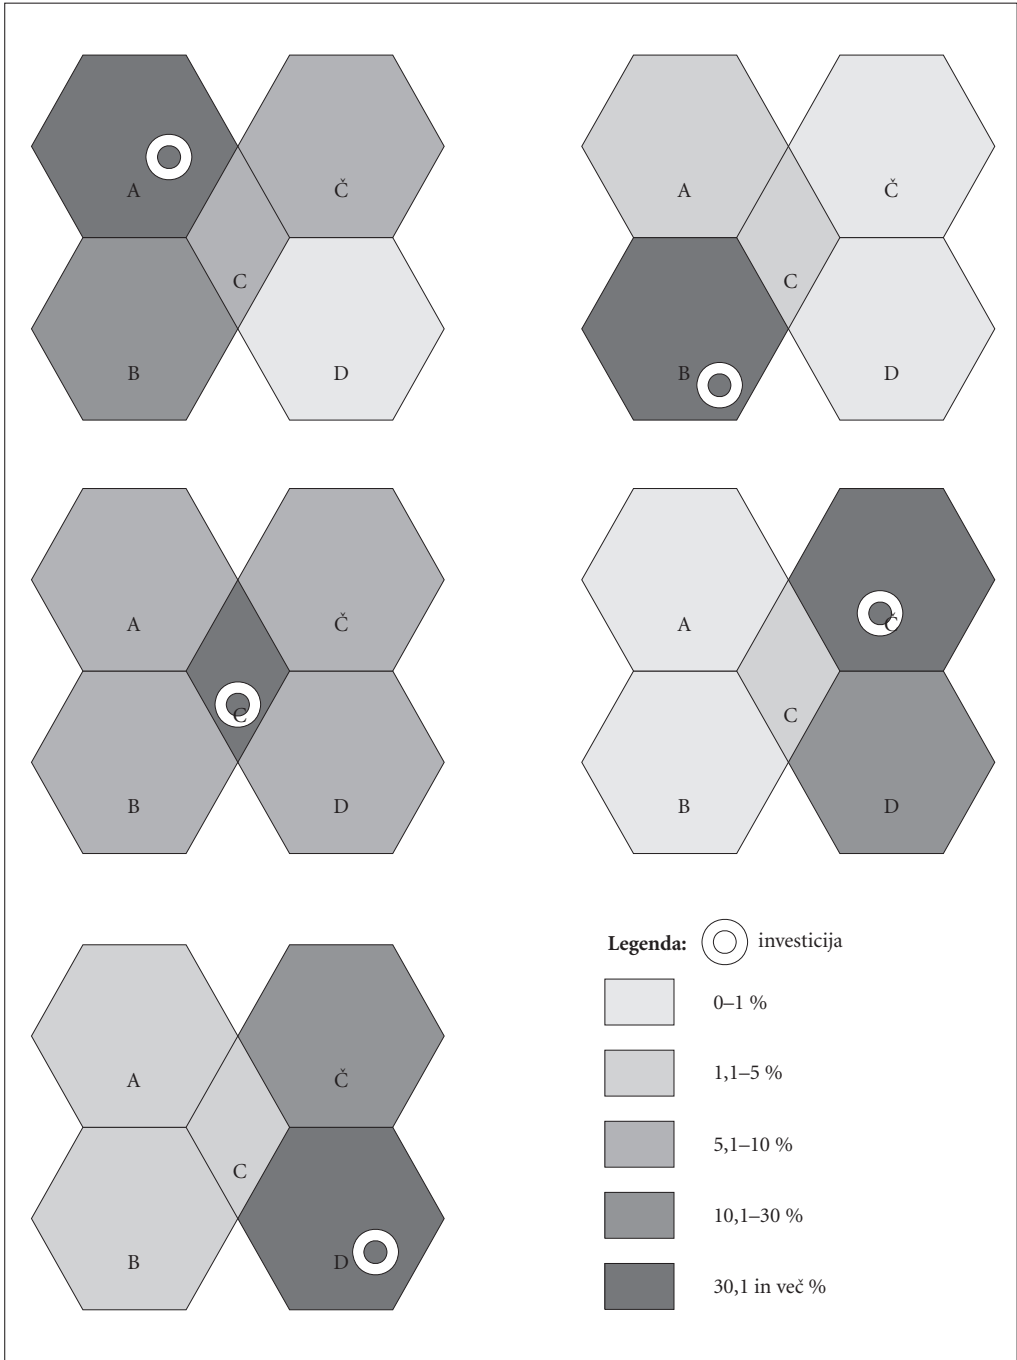 A
Č
C
B
D
A
Č
C
B
D
A
Č
C
B
D
A
Č
C
B
D
A
Č
C
B
D
Legenda: investicija
0–1 %
1,1–5 %
5,1–10 %
10,1–30 %
30,1 in več %